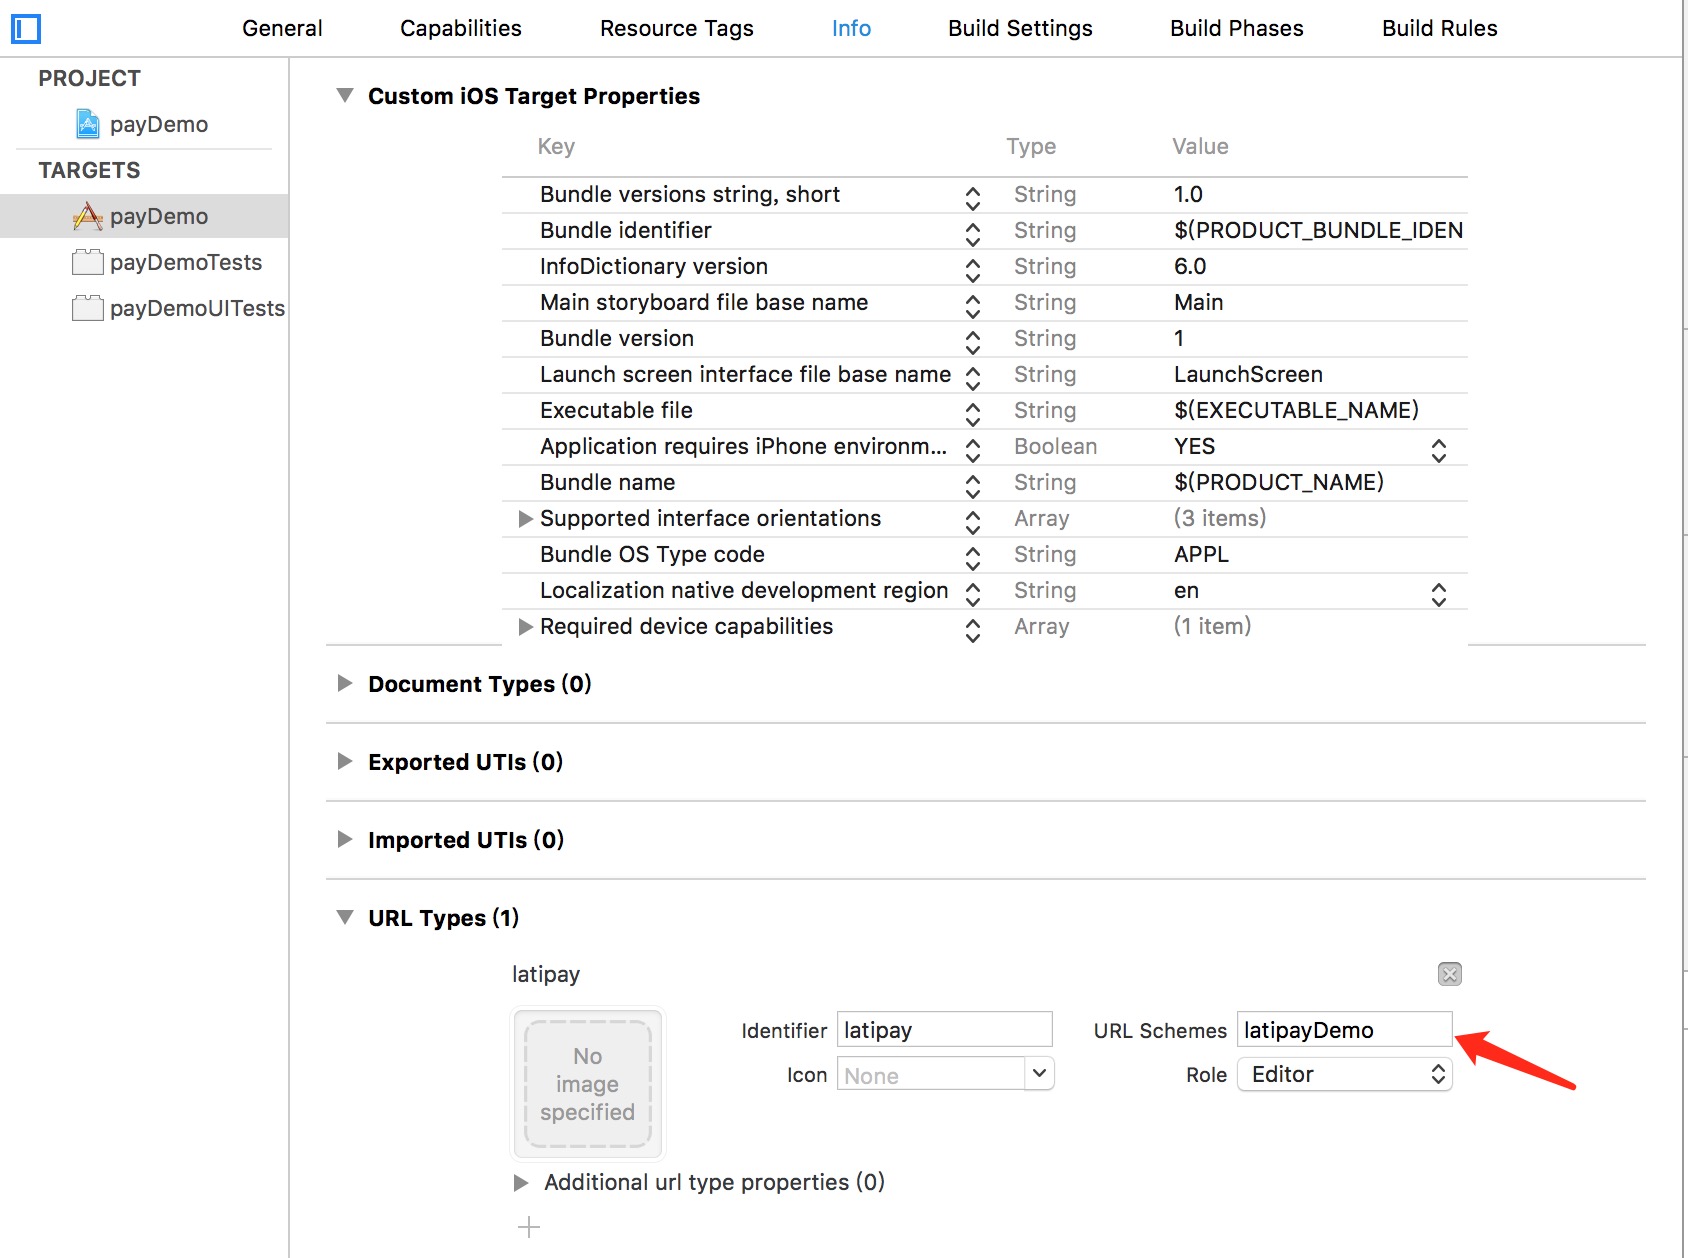 General Capabilities Resource Tags Info Build Settings Build Phases Build Rules
PROJECT
payDemo
TARGETS
payDemo
payDemoTests
payDemoUITests
Custom iOS Target Properties
Key Type Value
Bundle versions string, short String 1.0
Bundle identifier String $(PRODUCT_BUNDLE_IDEN
InfoDictionary version String 6.0
Main storyboard file base name String Main
Bundle version String 1
Launch screen interface file base name String LaunchScreen
Executable file String $(EXECUTABLE_NAME)
Application requires iPhone environm... Boolean YES
Bundle name String $(PRODUCT_NAME)
Supported interface orientations Array (3 items)
Bundle OS Type code String APPL
Localization native development region String en
Required device capabilities Array (1 item)
Document Types (0)
Exported UTIs (0)
Imported UTIs (0)
URL Types (1)
latipay
No
image
specified
Identifier latipay URL Schemes latipayDemo
Icon None Role Editor
Additional url type properties (0)